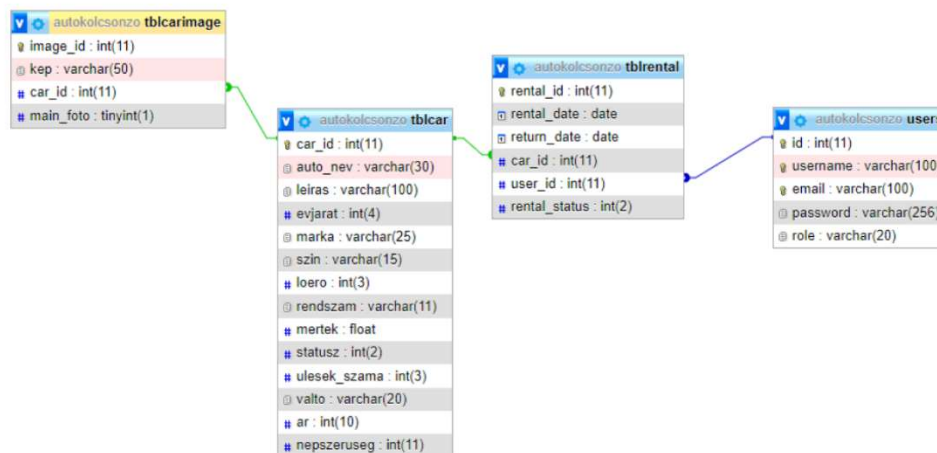 autokolcsonzo tblcarimage
image_id : int(11)
kep : varchar(50)
car_id : int(11)
main_foto : tinyint(1)
autokolcsonzo tblcar
car_id : int(11)
auto_nev : varchar(30)
leiras : varchar(100)
evjarat : int(4)
marka : varchar(25)
szin : varchar(15)
loero : int(3)
rendszam : varchar(11)
mertek : float
statusz : int(2)
ulesek_szama : int(3)
valto : varchar(20)
ar : int(10)
nepszeruseg : int(11)
autokolcsonzo tblrental
rental_id : int(11)
rental_date : date
return_date : date
car_id : int(11)
user_id : int(11)
rental_status : int(2)
autokolcsonzo users
id : int(11)
username : varchar(100
email : varchar(100)
password : varchar(256)
role : varchar(20)